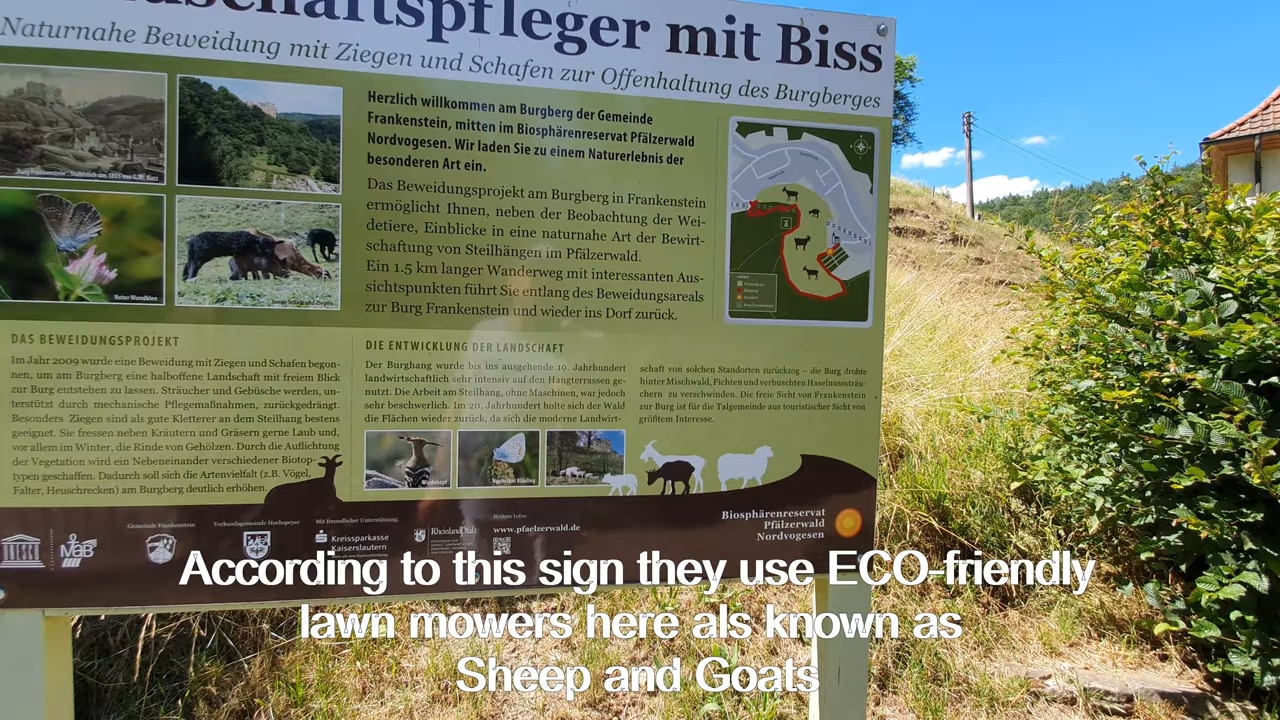 dschaftspfleger mit Biss
Naturnahe Beweidung mit Ziegen und Schafen zur Offenhaltung des Burgberges
Herzlich willkommen am Burgberg der Gemeinde
Frankenstein, mitten im Biosphärenreservat Pfälzerwald
Nordvogesen. Wir laden Sie zu einem Naturerlebnis der
besonderen Art ein.
Das Beweidungsprojekt am Burgberg in Frankenstein
ermöglicht Ihnen, neben der Beobachtung der Wei-
detiere, Einblicke in eine naturnahe Art der Bewirt-
schaftung von Steilhängen im Pfälzerwald.
Ein 1.5 km langer Wanderweg mit interessanten Aus-
sichtspunkten führt Sie entlang des Beweidungsareals
zur Burg Frankenstein und wieder ins Dorf zurück.
"Burg Frankenstein", Stahlstich um 1855 von G.M. Kurz
Roter Wundklee
Junge Schafe und Ziegen
DAS BEWEIDUNGSPROJEKT
Im Jahr 2009 wurde eine Beweidung mit Ziegen und Schafen begon-
nen, um am Burgberg eine halboffene Landschaft mit freiem Blick
zur Burg entstehen zu lassen. Sträucher und Gebüsche werden, un-
terstützt durch mechanische Pflegemaßnahmen, zurückgedrängt.
Besonders Ziegen sind als gute Kletterer an dem Steilhang bestens
geeignet. Sie fressen neben Kräutern und Gräsern gerne Laub und,
vor allem im Winter, die Rinde von Gehölzen. Durch die Auflichtung
der Vegetation wird ein Nebeneinander verschiedener Biotop-
typen geschaffen. Dadurch soll sich die Artenvielfalt (z.B. Vögel,
Falter, Heuschrecken) am Burgberg deutlich erhöhen.
DIE ENTWICKLUNG DER LANDSCHAFT
Der Burghang wurde bis ins ausgehende 19. Jahrhundert
landwirtschaftlich sehr intensiv auf den Hangterrassen ge-
nutzt. Die Arbeit am Steilhang, ohne Maschinen, war jedoch
sehr beschwerlich. Im 20. Jahrhundert holte sich der Wald
die Flächen wieder zurück, da sich die moderne Landwirt-
schaft von solchen Standorten zurückzog – die Burg drohte
hinter Mischwald, Fichten und verbuschten Haselnusssträu-
chern zu verschwinden. Die freie Sicht von Frankenstein
zur Burg ist für die Talgemeinde aus touristischer Sicht von
größtem Interesse.
Wiedehopf
Bläuling
Gemeinde Frankenstein
Verbundsgemeinde Hochspeyer
Mit freundlicher Unterstützung:
Kreissparkasse
Kaiserslautern
RheinlandPfalz
Weitere Infos:
www.pfaelzerwald.de
MaB
Biosphärenreservat
Pfälzerwald
Nordvogesen
According to this sign they use ECO-friendly
lawn mowers here als known as
Sheep and Goats